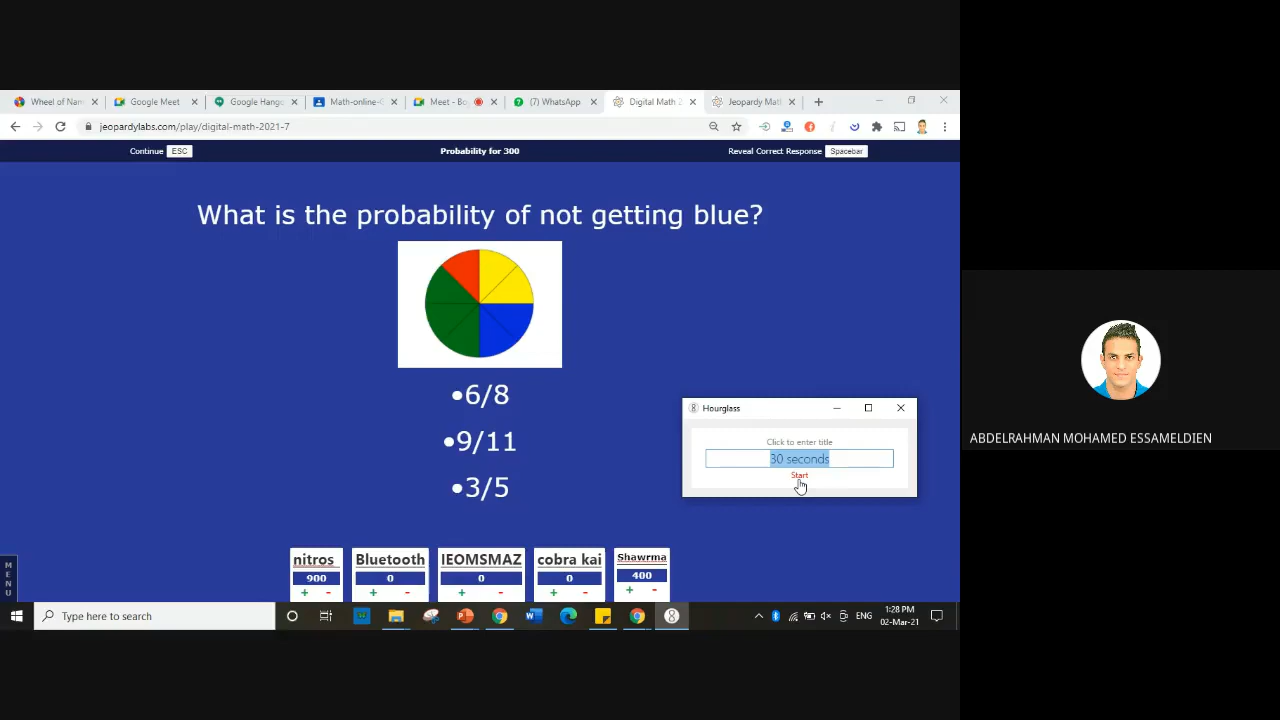 Wheel of Nam
Google Meet
Google Hango
Math-online-G
Meet - Bo
(7) WhatsApp
Digital Math 2
Jeopardy Math
jeopardylabs.com/play/digital-math-2021-7
Continue ESC
Probability for 300
Reveal Correct Response Spacebar
What is the probability of not getting blue?
•6/8
•9/11
•3/5
Hourglass
Click to enter title
30 seconds
Start
ABDELRAHMAN MOHAMED ESSAMELDIEN
MENU
nitros Bluetooth IEOMSMAZ cobra kai Shawrma
900 0 0 0 400
+ - + - + - + - + -
Type here to search
ENG
1:28 PM
02-Mar-21